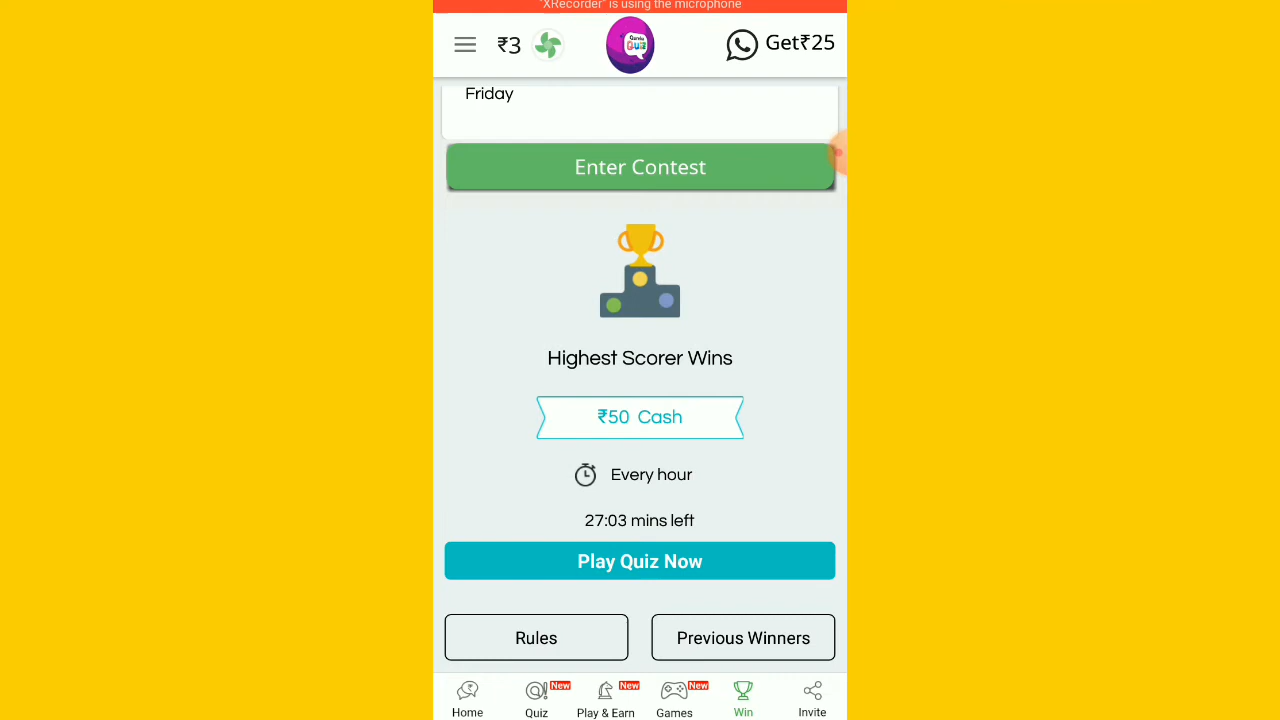 "XRecorder" is using the microphone
₹3
Qureka QUIZ
Get₹25
Friday
Enter Contest
Highest Scorer Wins
₹50 Cash
Every hour
27:03 mins left
Play Quiz Now
Rules
Previous Winners
New
New
New
Home
Quiz
Play & Earn
Games
Win
Invite